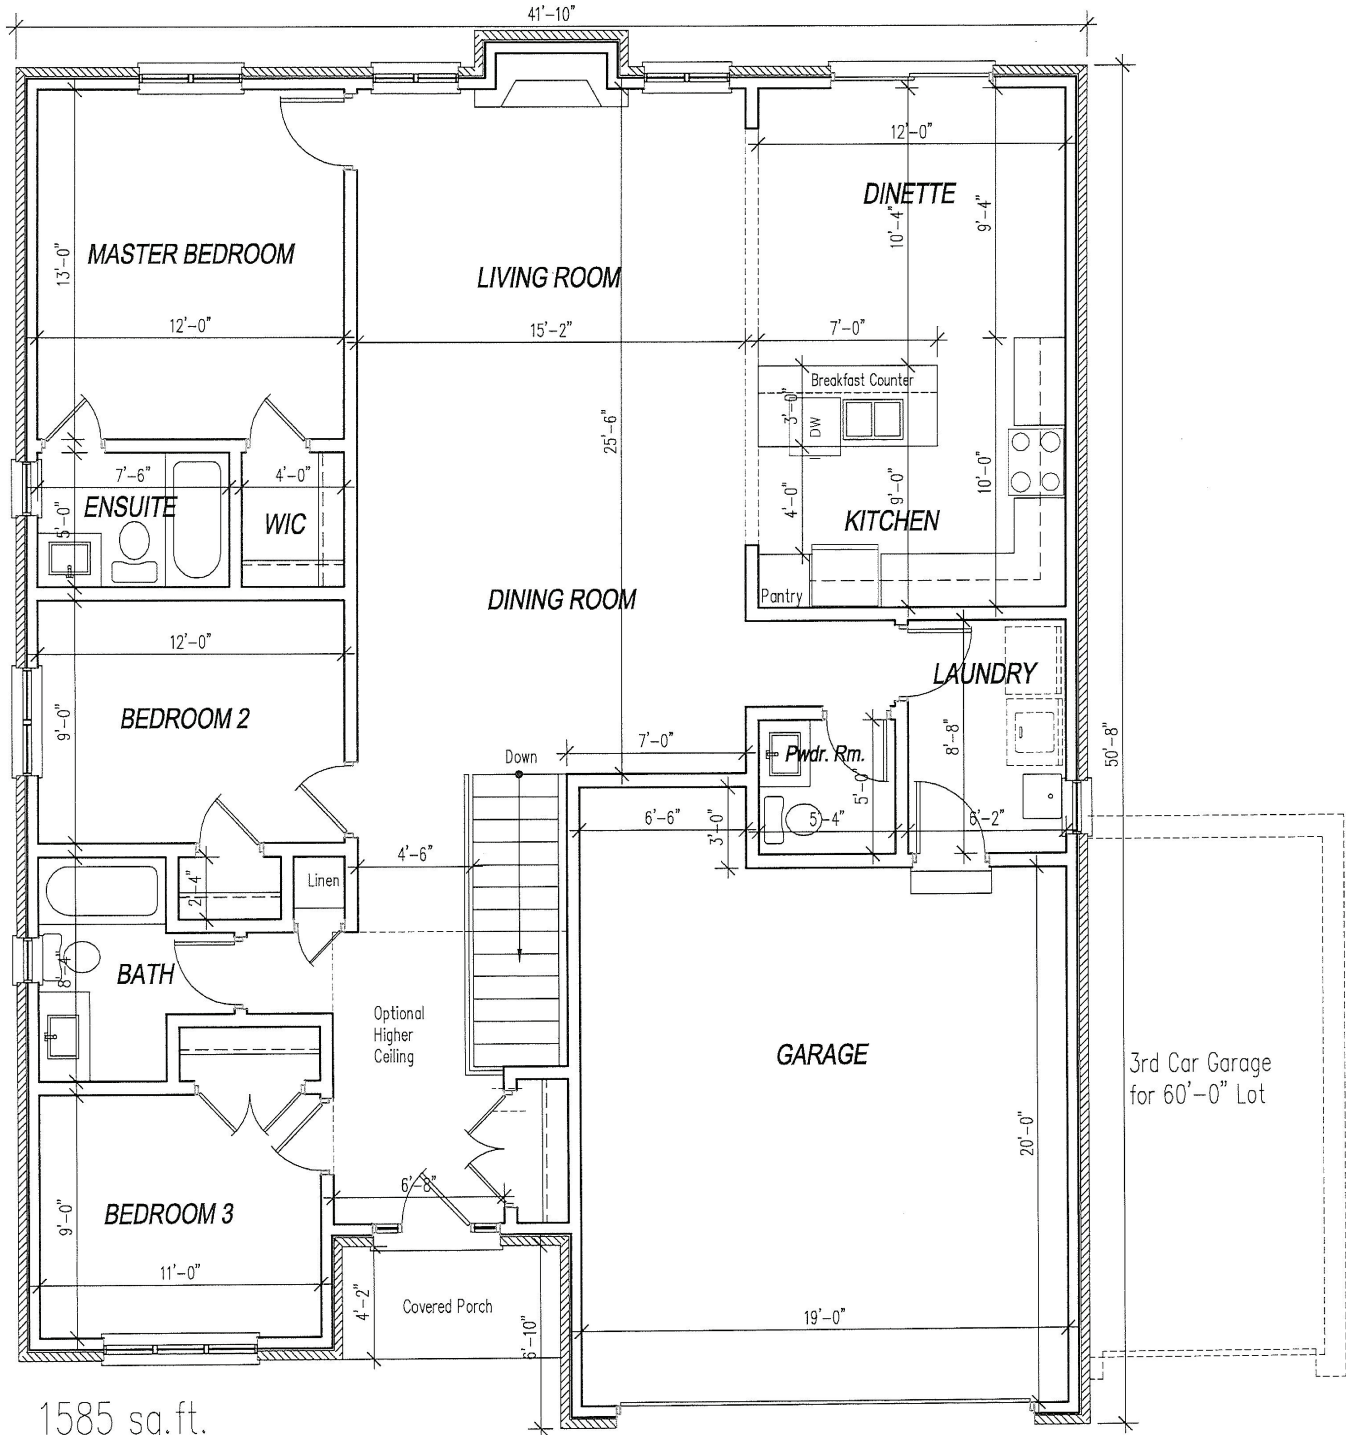 41'-10"
12'-0"
DINETTE
10'-4"
9'-4"
MASTER BEDROOM
13'-0"
LIVING ROOM
12'-0"
15'-2"
7'-0"
Breakfast Counter
3'-0"
DW
25'-6"
7'-6"
4'-0"
ENSUITE
5'-0"
WIC
4'-0"
9'-0"
10'-0"
KITCHEN
DINING ROOM
Pantry
12'-0"
LAUNDRY
BEDROOM 2
9'-0"
7'-0"
Down
Pwdr. Rm.
8'-8"
50'-8"
5'-0"
6'-6"
3'-0"
5'-4"
6'-2"
4'-6"
Linen
2'-4"
BATH
8'-4"
Optional
Higher
Ceiling
GARAGE
3rd Car Garage
for 60'-0" Lot
20'-0"
6'-8"
BEDROOM 3
9'-0"
11'-0"
4'-2"
Covered Porch
6'-10"
19'-0"
1585 sq.ft.